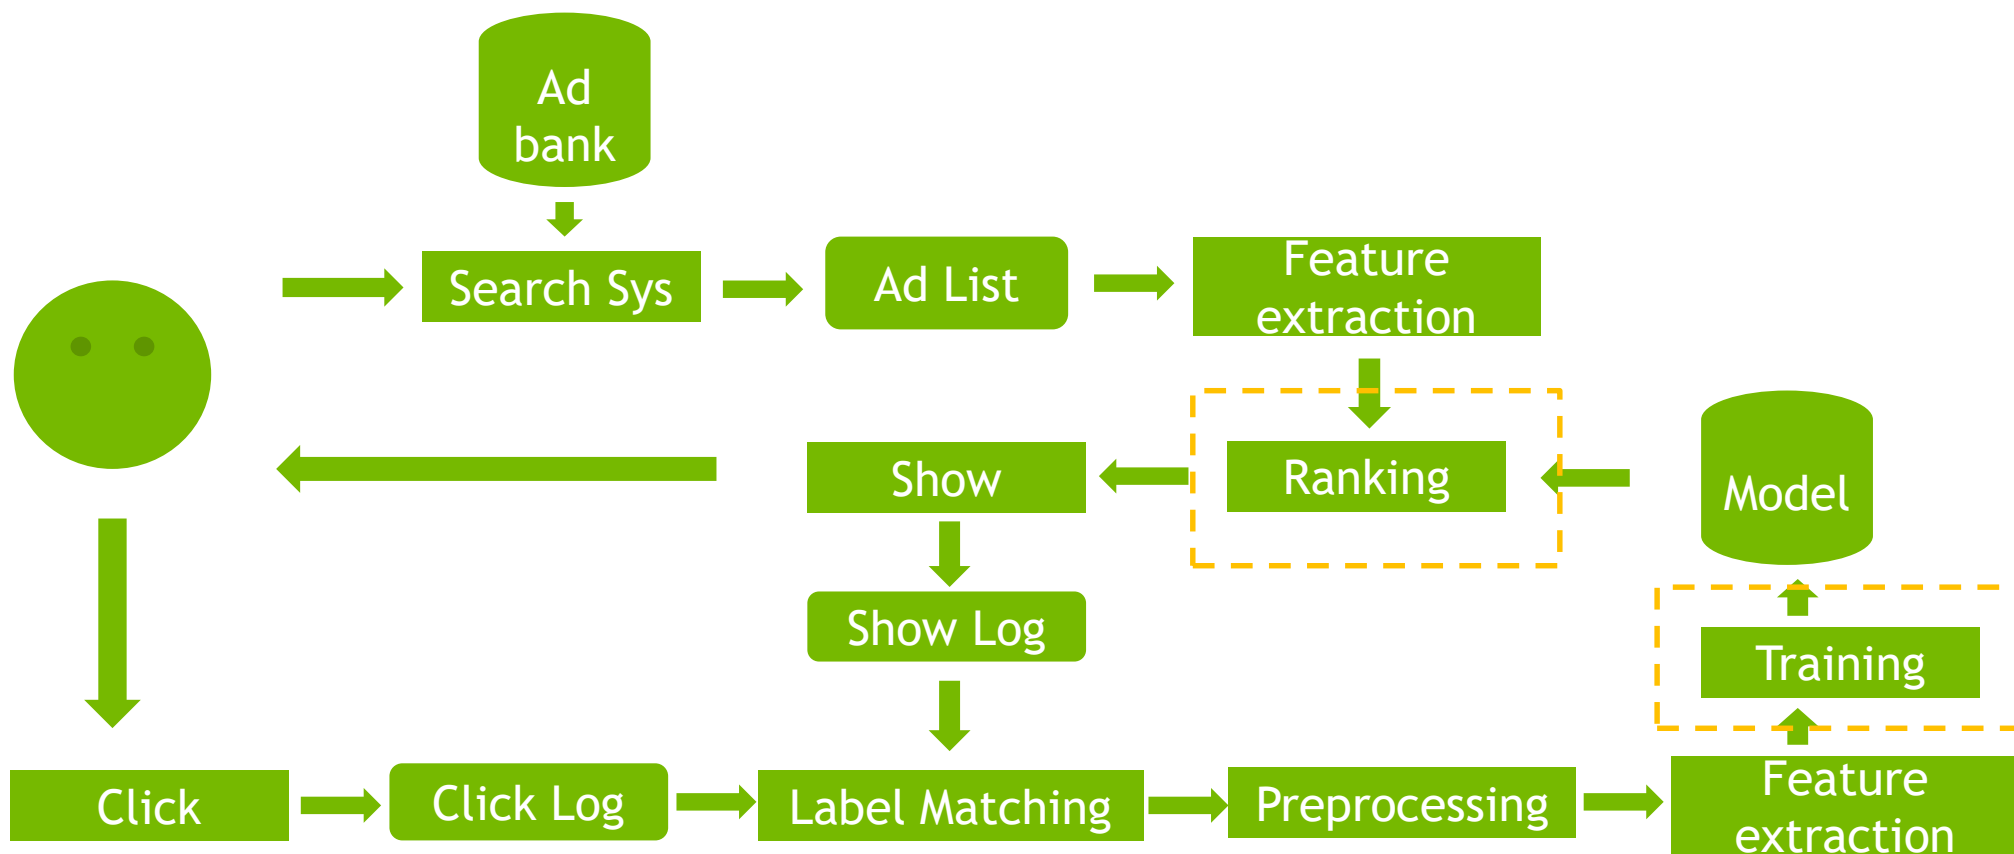 Ad
bank
Search Sys
Ad List
Feature
extraction
Show
Ranking
Model
Show Log
Training
Click
Click Log
Label Matching
Preprocessing
Feature
extraction